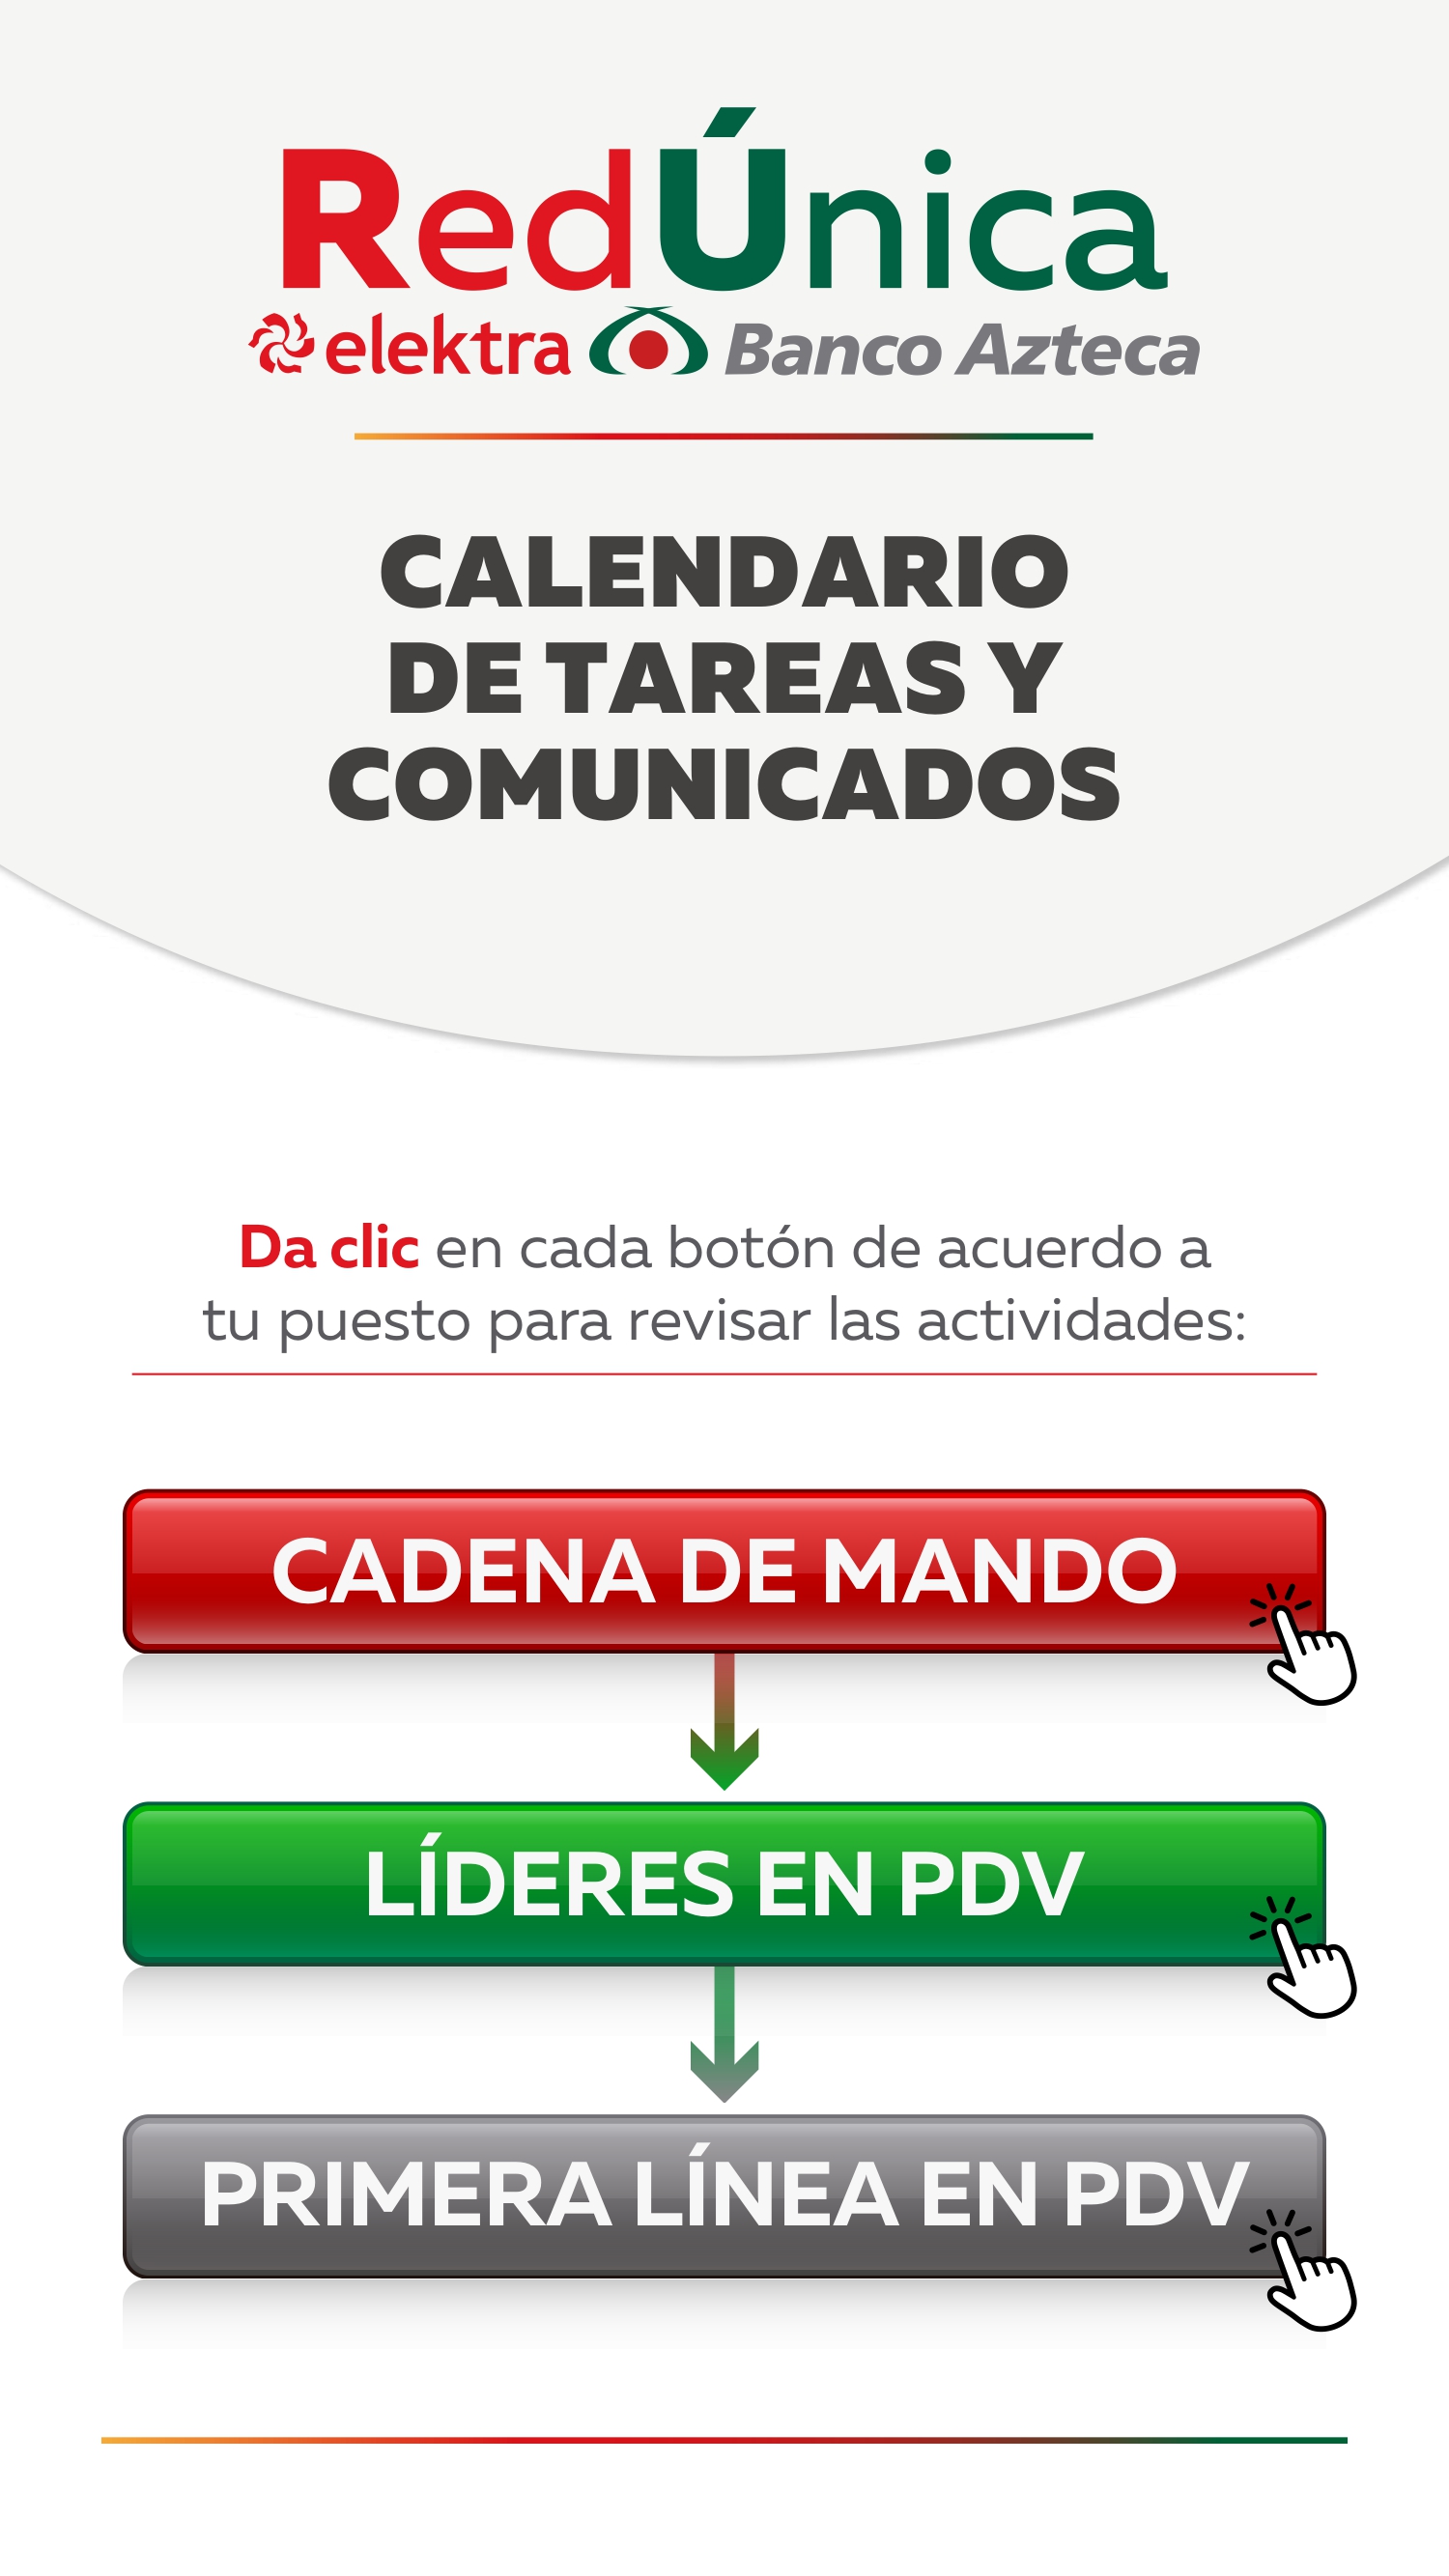 RedÚnica
elektra Banco Azteca
CALENDARIO
DE TAREAS Y
COMUNICADOS
Da clic en cada botón de acuerdo a
tu puesto para revisar las actividades:
CADENA DE MANDO
LÍDERES EN PDV
PRIMERA LÍNEA EN PDV